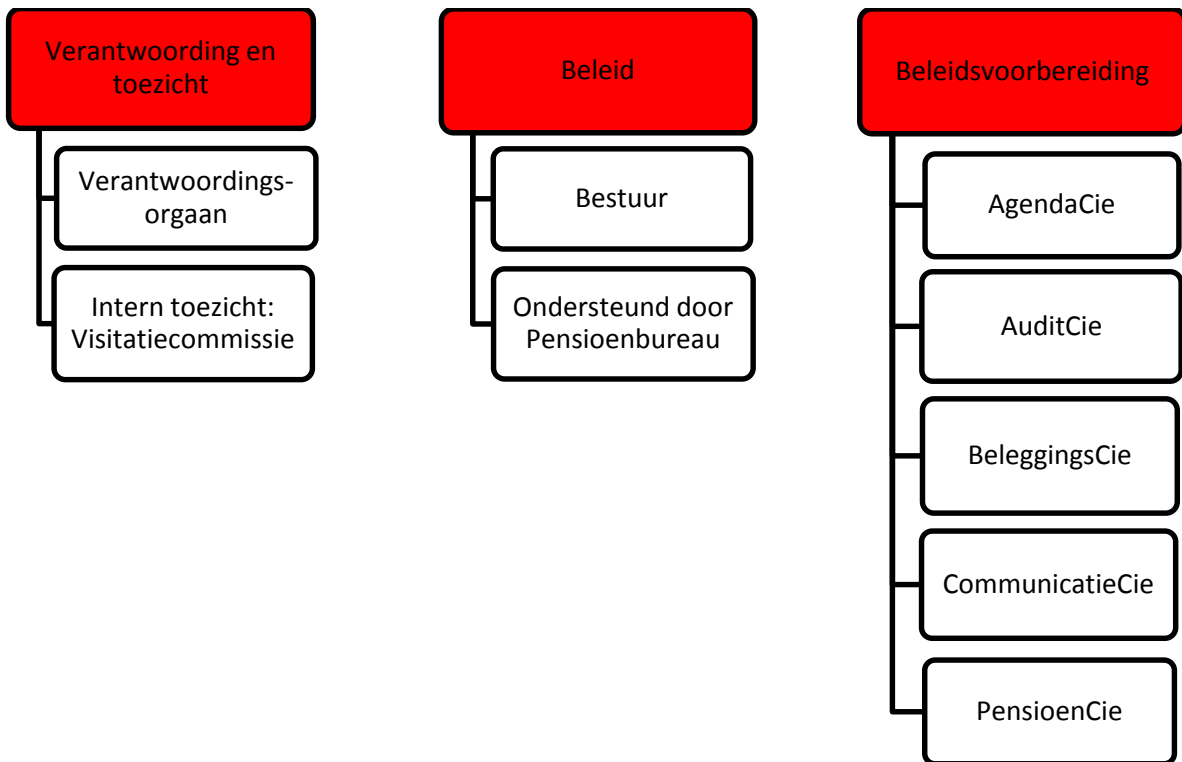 Verantwoording en
toezicht
Verantwoordings-
orgaan
Intern toezicht:
Visitatiecommissie
Beleid
Bestuur
Ondersteund door
Pensioenbureau
Beleidsvoorbereiding
AgendaCie
AuditCie
BeleggingsCie
CommunicatieCie
PensioenCie